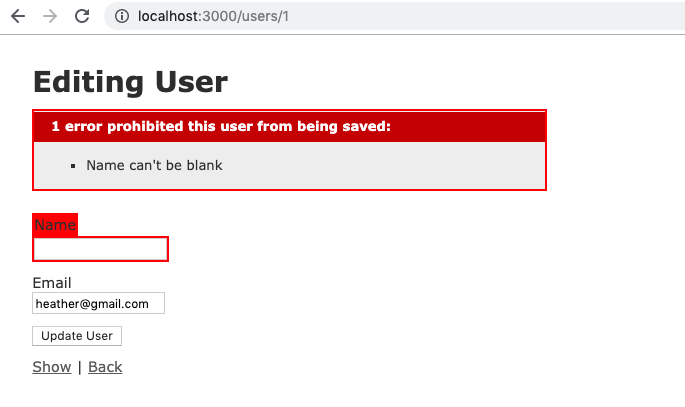 localhost:3000/users/1
Editing User
1 error prohibited this user from being saved:
Name can't be blank
Name
Email
heather@gmail.com
Update User
Show | Back